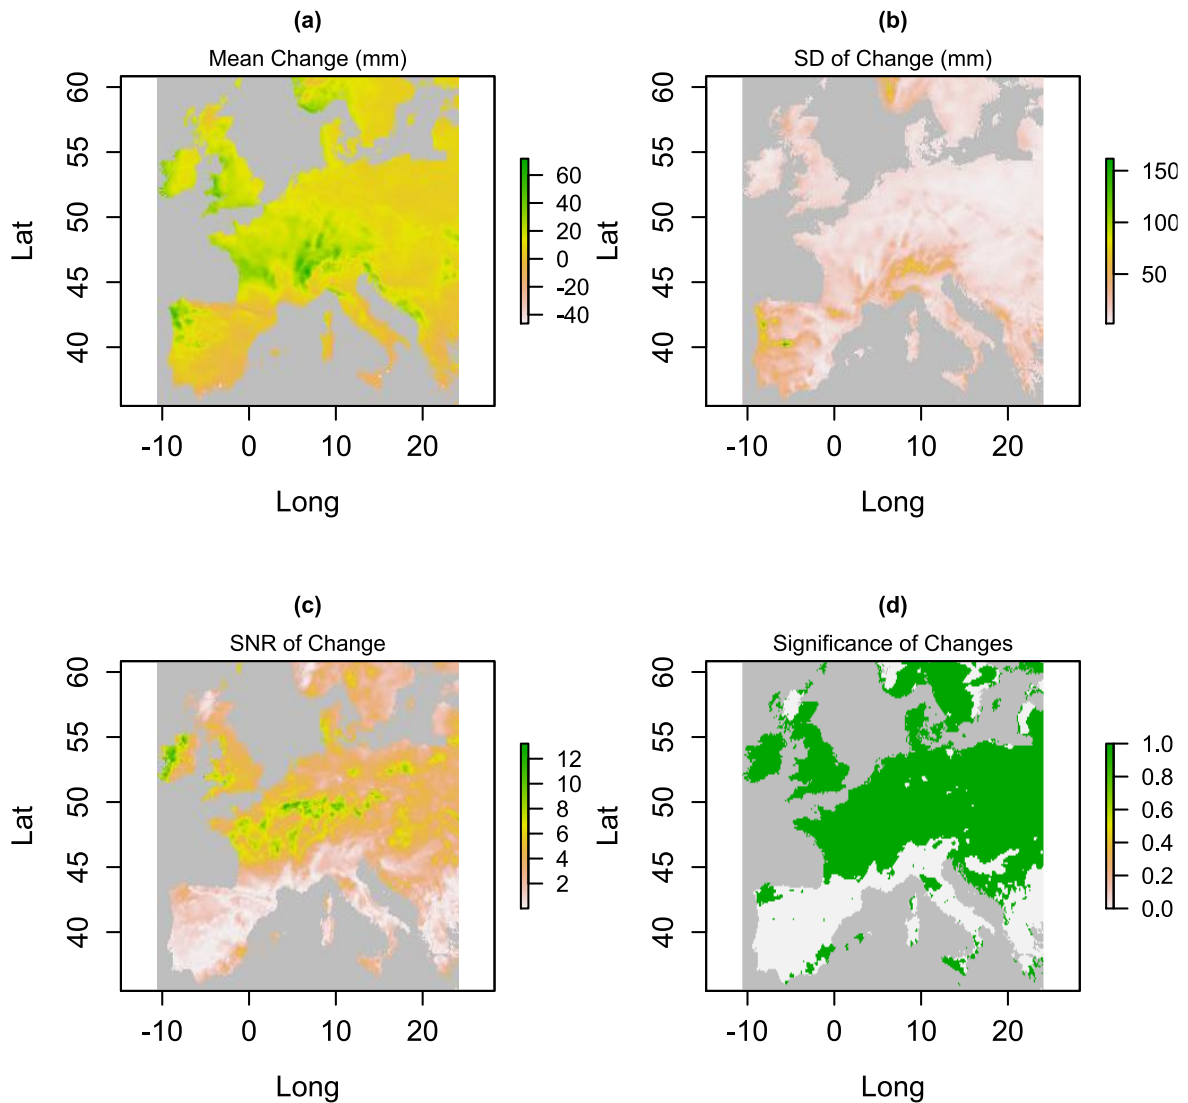 (a)
Mean Change (mm)
60
55
50
45
40
Lat
-10 0 10 20
Long
60
40
20
0
-20
-40
(b)
SD of Change (mm)
60
55
50
45
40
Lat
-10 0 10 20
Long
150
100
50
(c)
SNR of Change
60
55
50
45
40
Lat
-10 0 10 20
Long
12
10
8
6
4
2
(d)
Significance of Changes
60
55
50
45
40
Lat
-10 0 10 20
Long
1.0
0.8
0.6
0.4
0.2
0.0